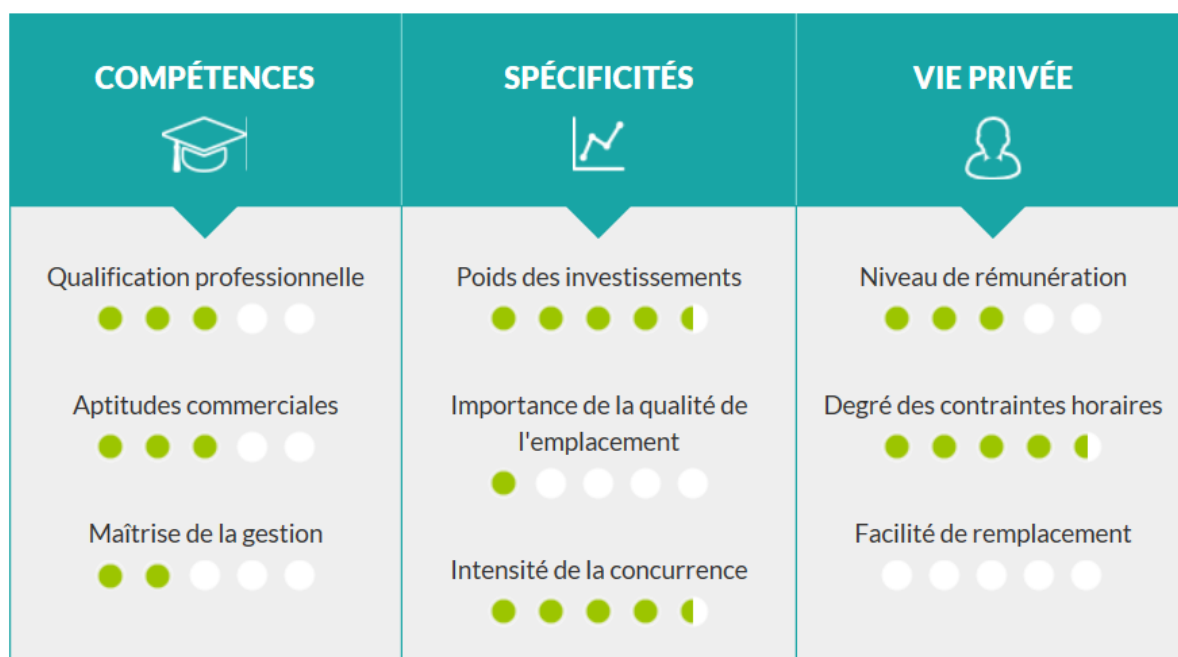 COMPÉTENCES
Qualification professionnelle
Aptitudes commerciales
Maîtrise de la gestion
SPÉCIFICITÉS
Poids des investissements
Importance de la qualité de
l'emplacement
Intensité de la concurrence
VIE PRIVÉE
Niveau de rémunération
Degré des contraintes horaires
Facilité de remplacement